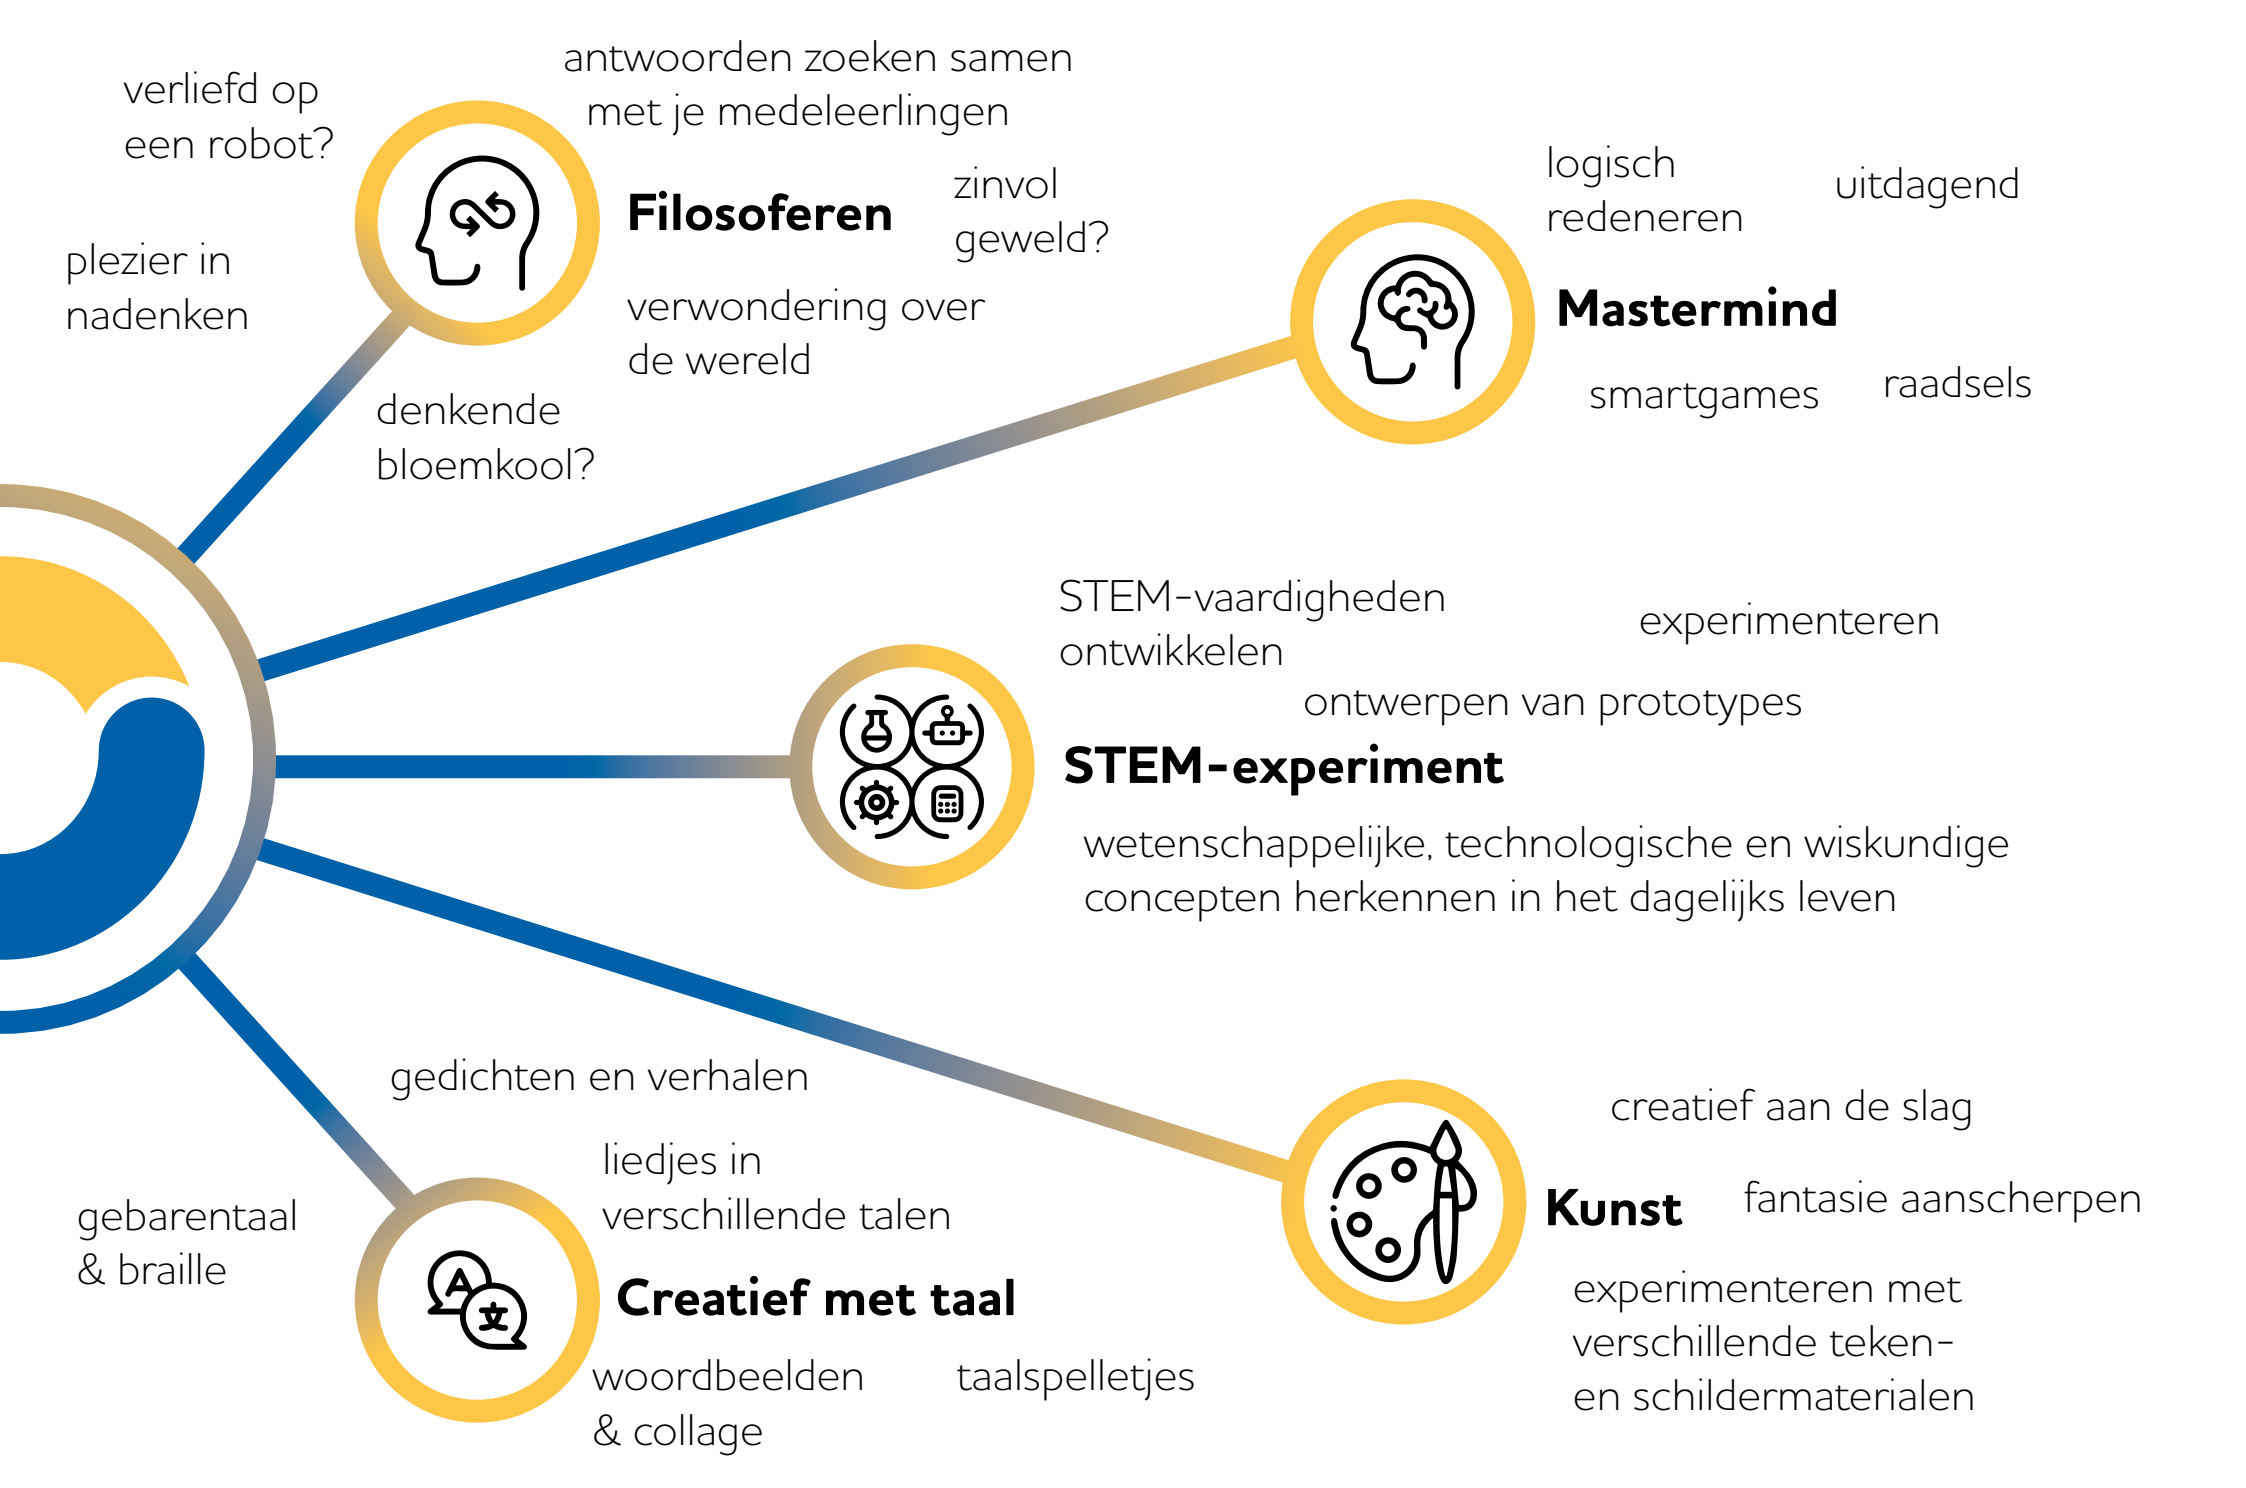 verliefd op
een robot?
antwoorden zoeken samen
met je medeleerlingen
Filosoferen
zinvol
geweld?
plezier in
nadenken
verwondering over
de wereld
denkende
bloemkool?
logisch
redeneren
uitdagend
Mastermind
smartgames
raadsels
STEM-vaardigheden
ontwikkelen
experimenteren
ontwerpen van prototypes
STEM-experiment
wetenschappelijke, technologische en wiskundige
concepten herkennen in het dagelijks leven
gedichten en verhalen
liedjes in
verschillende talen
gebarentaal
& braille
A
文
Creatief met taal
woordbeelden
& collage
taalspelletjes
creatief aan de slag
Kunst
fantasie aanscherpen
experimenteren met
verschillende teken-
en schildermaterialen